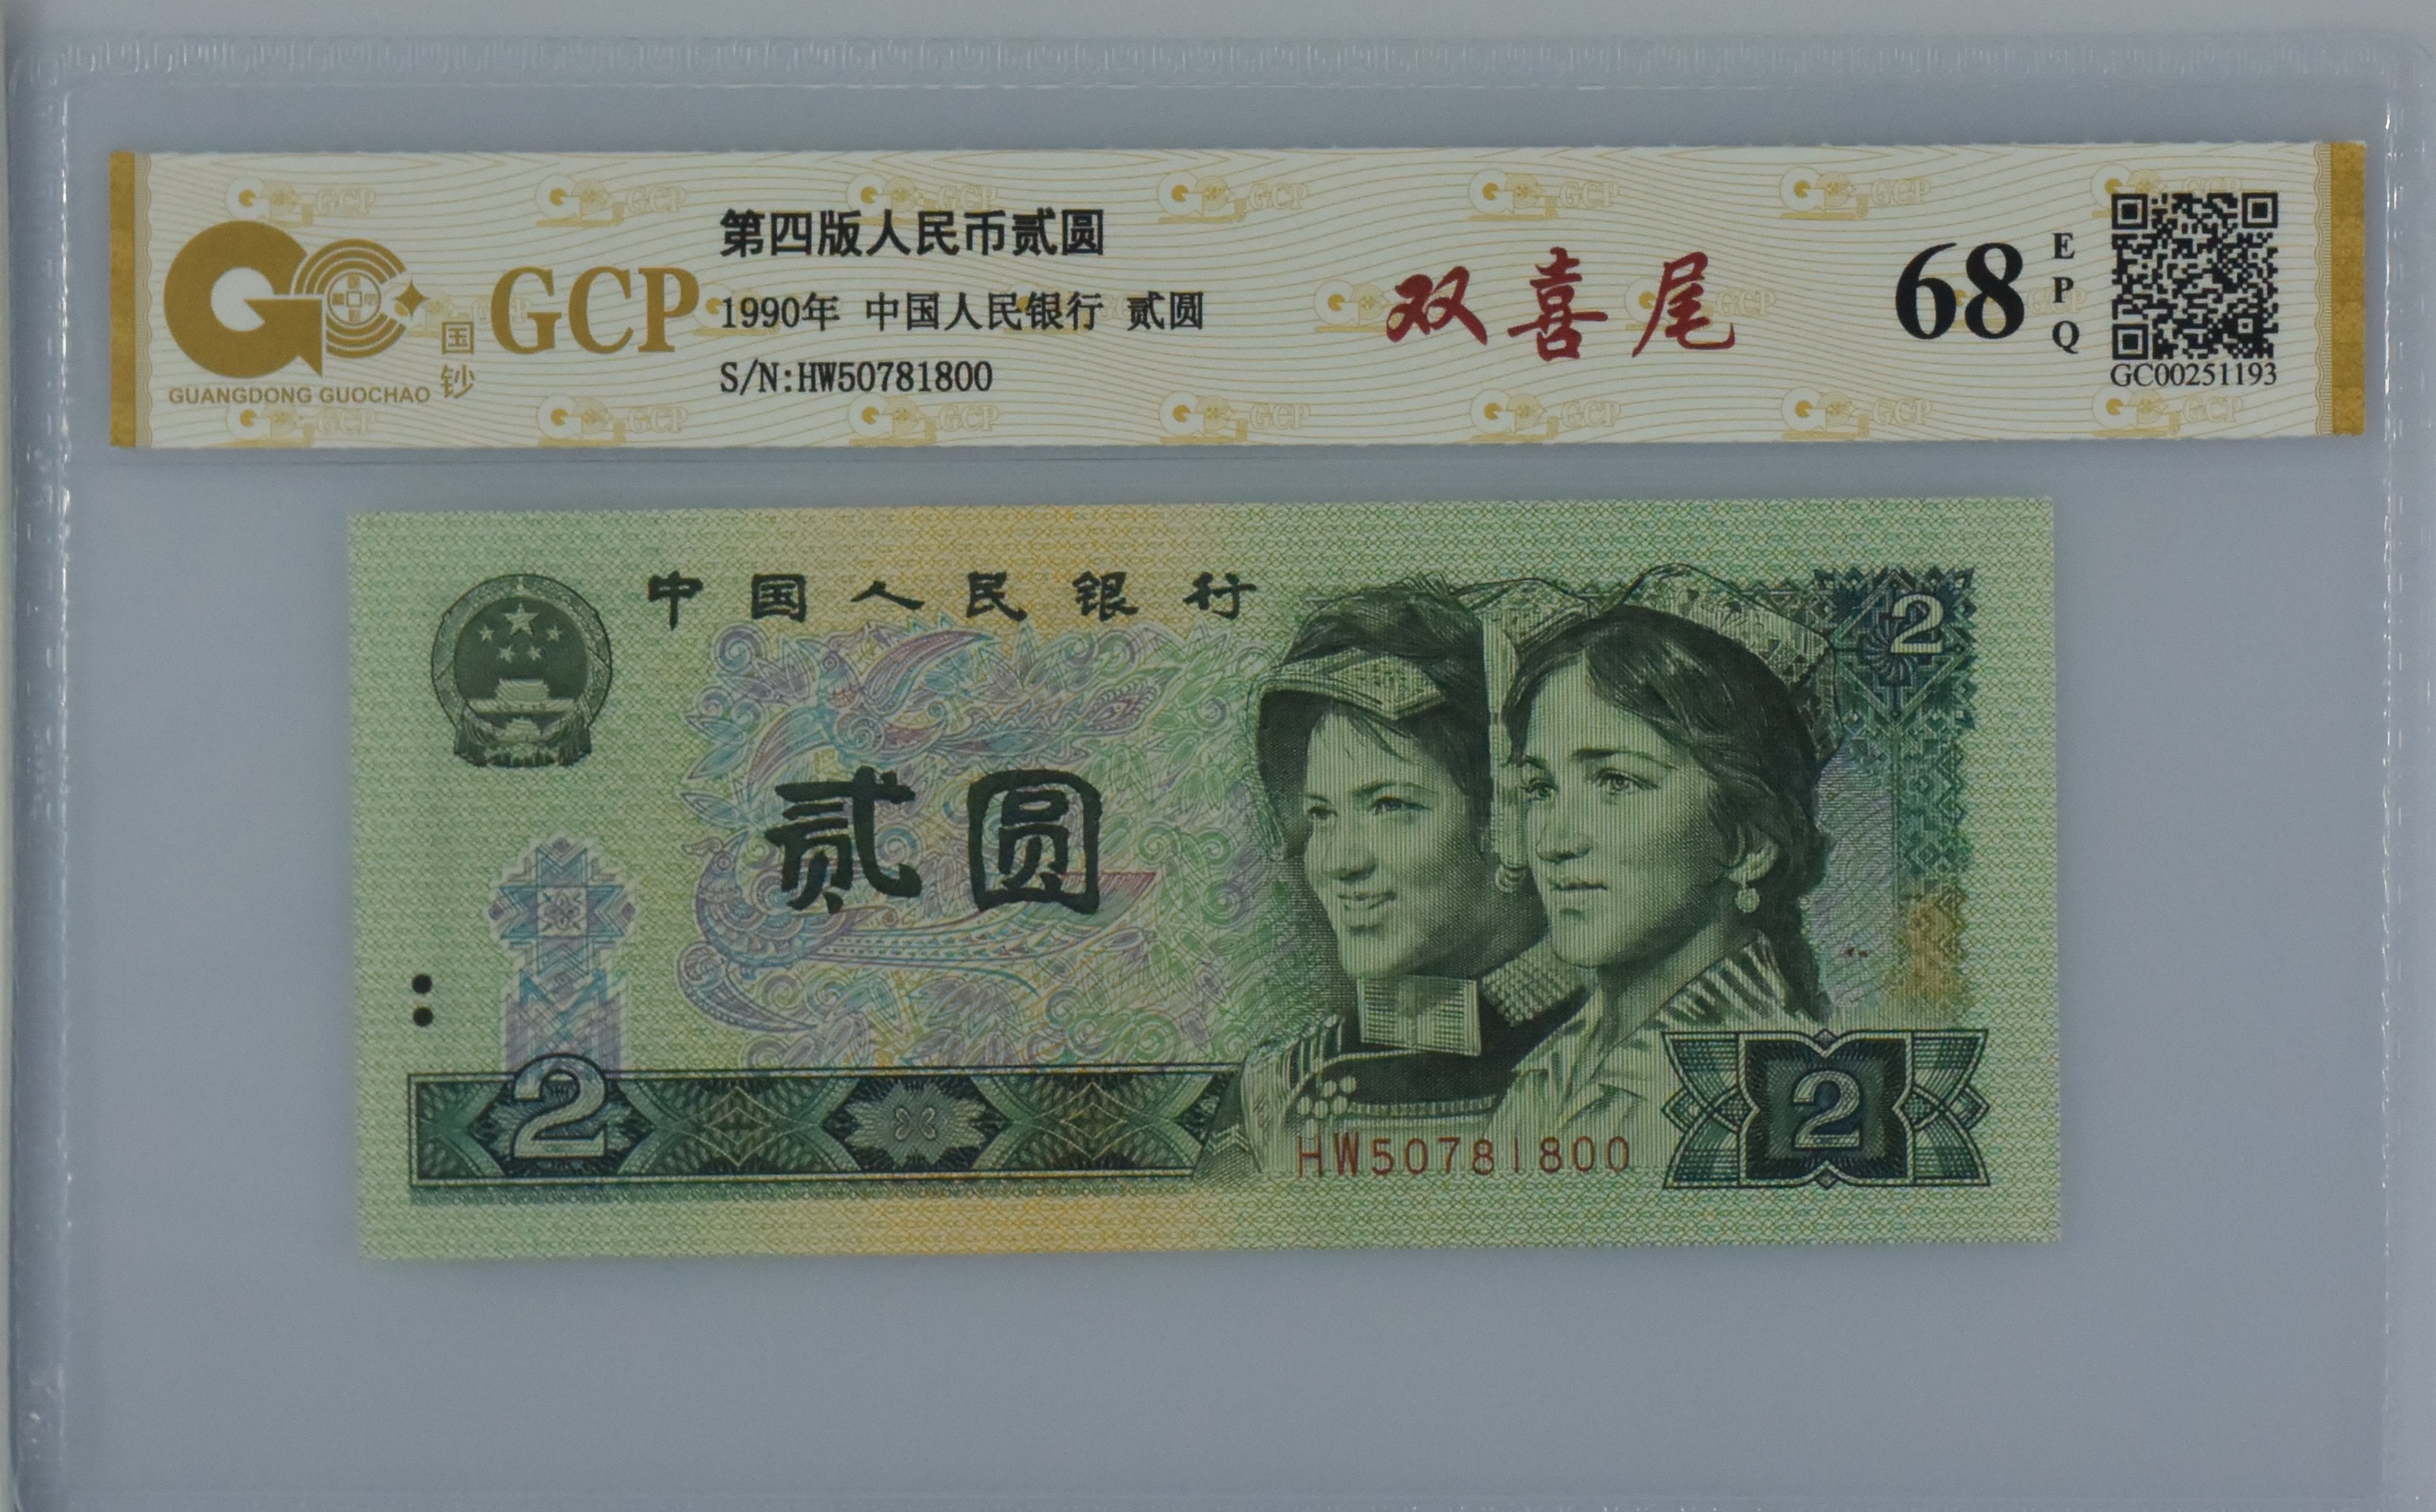 第四版人民币贰圆
GCP
国钞
GUANGDONG GUOCHAO
1990年 中国人民银行 贰圆
S/N:HW50781800
双喜尾
68
EPQ
GC00251193
中国人民银行
2
贰圆
2
2
HW50781800